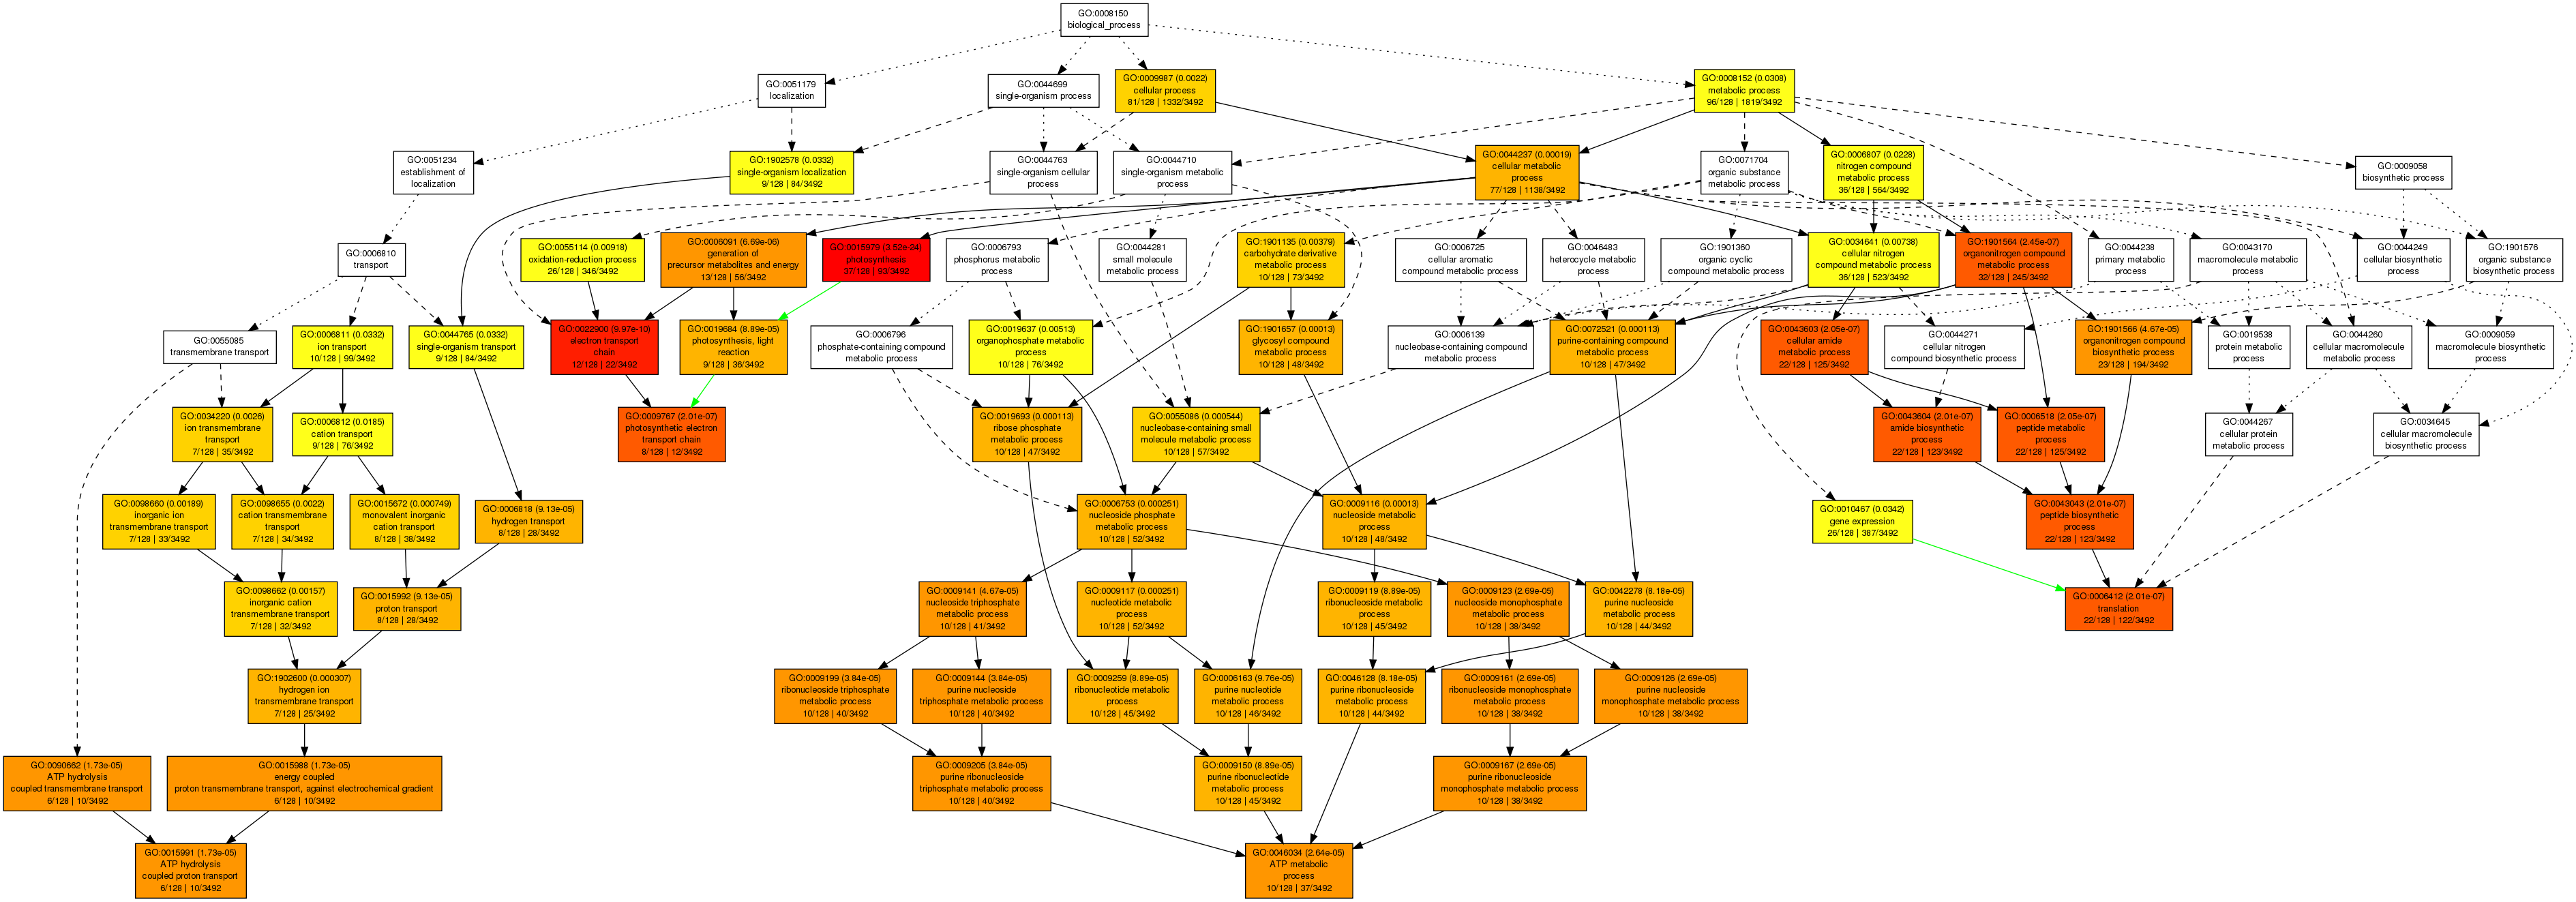 GO:0008150
biological_process
GO:0051179
localization
GO:0044699
single-organism process
GO:0009987 (0.0022)
cellular process
81/128 | 1332/3492
GO:0008152 (0.0308)
metabolic process
96/128 | 1819/3492
GO:0051234
establishment of
localization
GO:1902578 (0.0332)
single-organism localization
9/128 | 84/3492
GO:0044763
single-organism cellular
process
GO:0044710
single-organism metabolic
process
GO:0044237 (0.00019)
cellular metabolic
process
77/128 | 1138/3492
GO:0071704
organic substance
metabolic process
GO:0006807 (0.0228)
nitrogen compound
metabolic process
36/128 | 564/3492
GO:0009058
biosynthetic process
GO:0006810
transport
GO:0055114 (0.00918)
oxidation-reduction process
26/128 | 346/3492
GO:0006091 (6.69e-06)
generation of
precursor metabolites and energy
13/128 | 56/3492
GO:0015979 (3.52e-24)
photosynthesis
37/128 | 93/3492
GO:0006793
phosphorus metabolic
process
GO:0044281
small molecule
metabolic process
GO:1901135 (0.00379)
carbohydrate derivative
metabolic process
10/128 | 73/3492
GO:0006725
cellular aromatic
compound metabolic process
GO:0046483
heterocycle metabolic
process
GO:1901360
organic cyclic
compound metabolic process
GO:0034641 (0.00738)
cellular nitrogen
compound metabolic process
36/128 | 523/3492
GO:1901564 (2.45e-07)
organonitrogen compound
metabolic process
32/128 | 245/3492
GO:0044238
primary metabolic
process
GO:0043170
macromolecule metabolic
process
GO:0044249
cellular biosynthetic
process
GO:1901576
organic substance
biosynthetic process
GO:0055085
transmembrane transport
GO:0006811 (0.0332)
ion transport
10/128 | 99/3492
GO:0044765 (0.0332)
single-organism transport
9/128 | 84/3492
GO:0022900 (9.97e-10)
electron transport
chain
12/128 | 22/3492
GO:0019684 (8.89e-05)
photosynthesis, light
reaction
9/128 | 36/3492
GO:0006796
phosphate-containing compound
metabolic process
GO:0019637 (0.00513)
organophosphate metabolic
process
10/128 | 76/3492
GO:1901657 (0.00013)
glycosyl compound
metabolic process
10/128 | 48/3492
GO:0006139
nucleobase-containing compound
metabolic process
GO:0072521 (0.000113)
purine-containing compound
metabolic process
10/128 | 47/3492
GO:0043603 (2.05e-07)
cellular amide
metabolic process
22/128 | 125/3492
GO:0044271
cellular nitrogen
compound biosynthetic process
GO:1901566 (4.67e-05)
organonitrogen compound
biosynthetic process
23/128 | 194/3492
GO:0019538
protein metabolic
process
GO:0044260
cellular macromolecule
metabolic process
GO:0009059
macromolecule biosynthetic
process
GO:0034220 (0.0026)
ion transmembrane
transport
7/128 | 35/3492
GO:0006812 (0.0185)
cation transport
9/128 | 76/3492
GO:0009767 (2.01e-07)
photosynthetic electron
transport chain
8/128 | 12/3492
GO:0019693 (0.000113)
ribose phosphate
metabolic process
10/128 | 47/3492
GO:0055086 (0.000544)
nucleobase-containing small
molecule metabolic process
10/128 | 57/3492
GO:0043604 (2.01e-07)
amide biosynthetic
process
22/128 | 123/3492
GO:0006518 (2.05e-07)
peptide metabolic
process
22/128 | 125/3492
GO:0044267
cellular protein
metabolic process
GO:0034645
cellular macromolecule
biosynthetic process
GO:0098660 (0.00189)
inorganic ion
transmembrane transport
7/128 | 33/3492
GO:0098655 (0.0022)
cation transmembrane
transport
7/128 | 34/3492
GO:0015672 (0.000749)
monovalent inorganic
cation transport
8/128 | 38/3492
GO:0006818 (9.13e-05)
hydrogen transport
8/128 | 28/3492
GO:0006753 (0.000251)
nucleoside phosphate
metabolic process
10/128 | 52/3492
GO:0009116 (0.00013)
nucleoside metabolic
process
10/128 | 48/3492
GO:0010467 (0.0342)
gene expression
26/128 | 387/3492
GO:0043043 (2.01e-07)
peptide biosynthetic
process
22/128 | 123/3492
GO:0098662 (0.00157)
inorganic cation
transmembrane transport
7/128 | 32/3492
GO:0015992 (9.13e-05)
proton transport
8/128 | 28/3492
GO:0009141 (4.67e-05)
nucleoside triphosphate
metabolic process
10/128 | 41/3492
GO:0009117 (0.000251)
nucleotide metabolic
process
10/128 | 52/3492
GO:0009119 (8.89e-05)
ribonucleoside metabolic
process
10/128 | 45/3492
GO:0009123 (2.69e-05)
nucleoside monophosphate
metabolic process
10/128 | 38/3492
GO:0042278 (8.18e-05)
purine nucleoside
metabolic process
10/128 | 44/3492
GO:0006412 (2.01e-07)
translation
22/128 | 122/3492
GO:1902600 (0.000307)
hydrogen ion
transmembrane transport
7/128 | 25/3492
GO:0009199 (3.84e-05)
ribonucleoside triphosphate
metabolic process
10/128 | 40/3492
GO:0009144 (3.84e-05)
purine nucleoside
triphosphate metabolic process
10/128 | 40/3492
GO:0009259 (8.89e-05)
ribonucleotide metabolic
process
10/128 | 45/3492
GO:0006163 (9.76e-05)
purine nucleotide
metabolic process
10/128 | 46/3492
GO:0046128 (8.18e-05)
purine ribonucleoside
metabolic process
10/128 | 44/3492
GO:0009161 (2.69e-05)
ribonucleoside monophosphate
metabolic process
10/128 | 38/3492
GO:0009126 (2.69e-05)
purine nucleoside
monophosphate metabolic process
10/128 | 38/3492
GO:0090662 (1.73e-05)
ATP hydrolysis
coupled transmembrane transport
6/128 | 10/3492
GO:0015988 (1.73e-05)
energy coupled
proton transmembrane transport, against electrochemical gradient
6/128 | 10/3492
GO:0009205 (3.84e-05)
purine ribonucleoside
triphosphate metabolic process
10/128 | 40/3492
GO:0009150 (8.89e-05)
purine ribonucleotide
metabolic process
10/128 | 45/3492
GO:0009167 (2.69e-05)
purine ribonucleoside
monophosphate metabolic process
10/128 | 38/3492
GO:0015991 (1.73e-05)
ATP hydrolysis
coupled proton transport
6/128 | 10/3492
GO:0046034 (2.64e-05)
ATP metabolic
process
10/128 | 37/3492